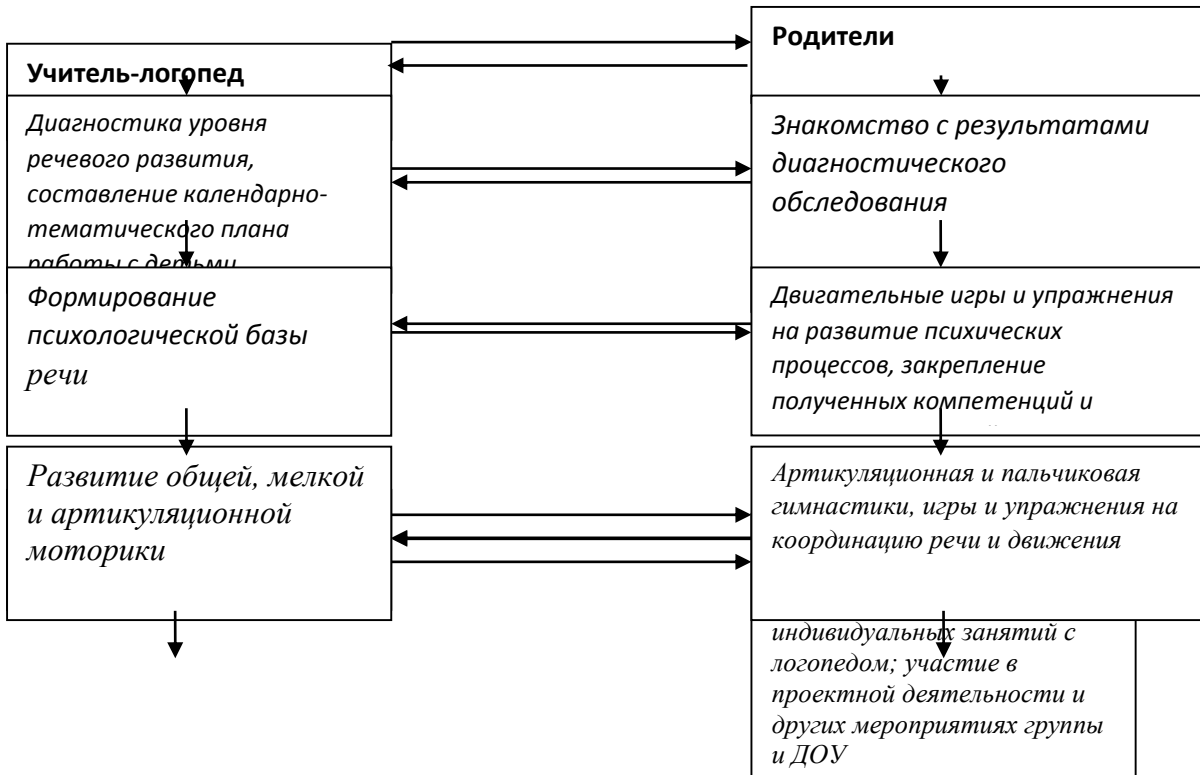 Учитель-логопед
Диагностика уровня
речевого развития,
составление календарно-
тематического плана
работы с детьми
Формирование
психологической базы
речи
Развитие общей, мелкой
и артикуляционной
моторики
Родители
Знакомство с результатами
диагностического
обследования
Двигательные игры и упражнения
на развитие психических
процессов, закрепление
полученных компетенций и
Артикуляционная и пальчиковая
гимнастики, игры и упражнения на
координацию речи и движения
индивидуальных занятий с
логопедом; участие в
проектной деятельности и
других мероприятиях группы
и ДОУ